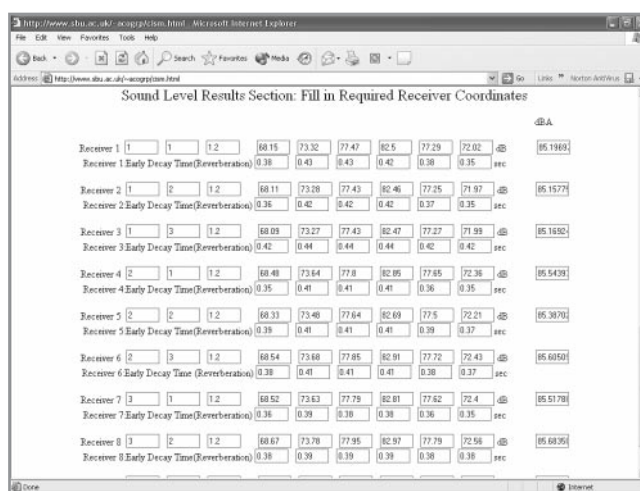 http://www.sbu.ac.uk/~acogrp/cism.html - Microsoft Internet Explorer
File Edit View Favorites Tools Help
Back Search Favorites Media
Address http://www.sbu.ac.uk/~acogrp/cism.html Go Links Norton AntiVirus
Sound Level Results Section: Fill in Required Receiver Coordinates
dBA
Receiver 1 1 1 1.2 68.15 73.32 77.47 82.5 77.29 72.02 dB 85.1969
Receiver 1:Early Decay Time(Reverberation) 0.38 0.43 0.43 0.42 0.38 0.35 sec
Receiver 2 1 2 1.2 68.11 73.28 77.43 82.46 77.25 71.97 dB 85.1577
Receiver 2:Early Decay Time(Reverberation) 0.36 0.42 0.42 0.42 0.37 0.35 sec
Receiver 3 1 3 1.2 68.09 73.27 77.43 82.47 77.27 71.99 dB 85.1692
Receiver 3:Early Decay Time(Reverberation) 0.42 0.44 0.44 0.44 0.42 0.42 sec
Receiver 4 2 1 1.2 68.48 73.64 77.8 82.85 77.65 72.36 dB 85.5439
Receiver 4:Early Decay Time(Reverberation) 0.35 0.41 0.41 0.41 0.36 0.35 sec
Receiver 5 2 2 1.2 68.33 73.48 77.64 82.69 77.5 72.21 dB 85.3870
Receiver 5:Early Decay Time(Reverberation) 0.39 0.41 0.41 0.41 0.39 0.37 sec
Receiver 6 2 3 1.2 68.54 73.68 77.85 82.91 77.72 72.43 dB 85.6050
Receiver 6:Early Decay Time (Reverberation) 0.38 0.41 0.41 0.41 0.38 0.37 sec
Receiver 7 3 1 1.2 68.52 73.63 77.79 82.81 77.62 72.4 dB 85.5178
Receiver 7:Early Decay Time(Reverberation) 0.36 0.39 0.38 0.38 0.36 0.35 sec
Receiver 8 3 2 1.2 68.67 73.78 77.95 82.97 77.79 72.56 dB 85.6835
Receiver 8:Early Decay Time(Reverberation) 0.38 0.39 0.39 0.38 0.38 0.38 sec
Done Internet